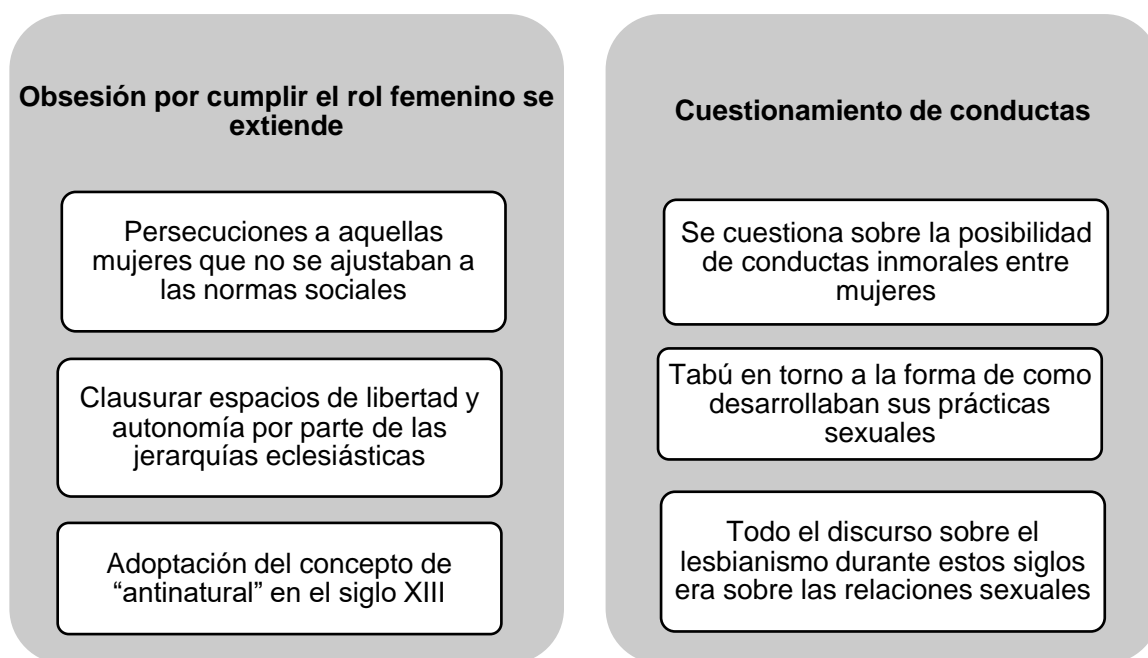 Obsesión por cumplir el rol femenino se
extiende
Persecuciones a aquellas
mujeres que no se ajustaban a
las normas sociales
Clausurar espacios de libertad y
autonomía por parte de las
jerarquías eclesiásticas
Adoptación del concepto de
“antinatural” en el siglo XIII
Cuestionamiento de conductas
Se cuestiona sobre la posibilidad
de conductas inmorales entre
mujeres
Tabú en torno a la forma de como
desarrollaban sus prácticas
sexuales
Todo el discurso sobre el
lesbianismo durante estos siglos
era sobre las relaciones sexuales